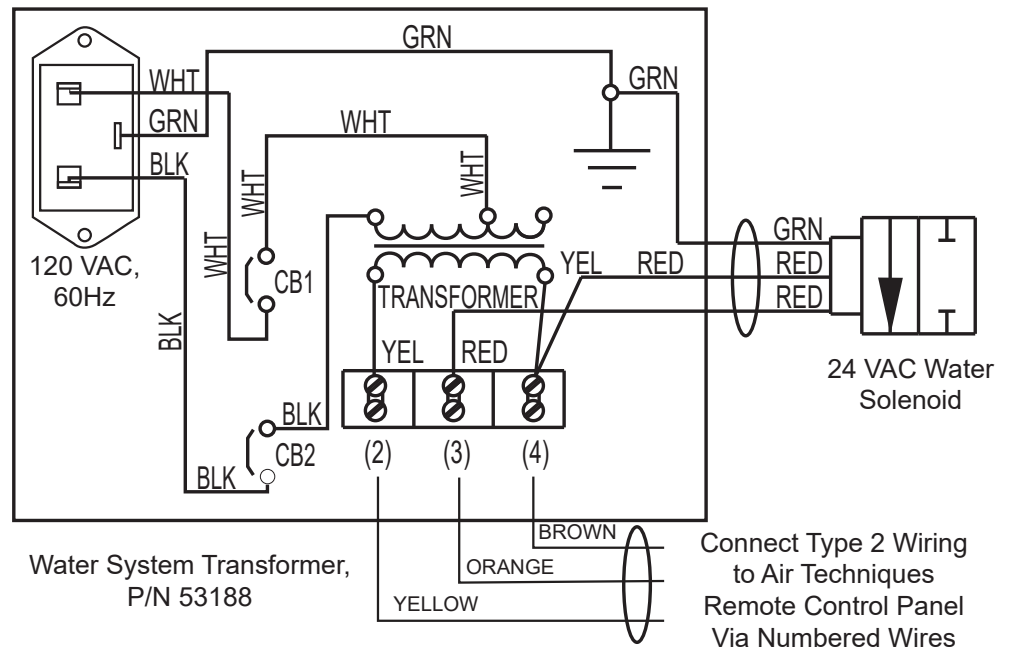 GRN
WHT
GRN
GRN
WHT
BLK
WHT
WHT
WHT
120 VAC,
60Hz
CB1
TRANSFORMER
YEL
RED
GRN
RED
RED
BLK
YEL
RED
24 VAC Water
Solenoid
BLK
CB2
BLK
(2)
(3)
(4)
BROWN
ORANGE
YELLOW
Water System Transformer,
P/N 53188
Connect Type 2 Wiring
to Air Techniques
Remote Control Panel
Via Numbered Wires